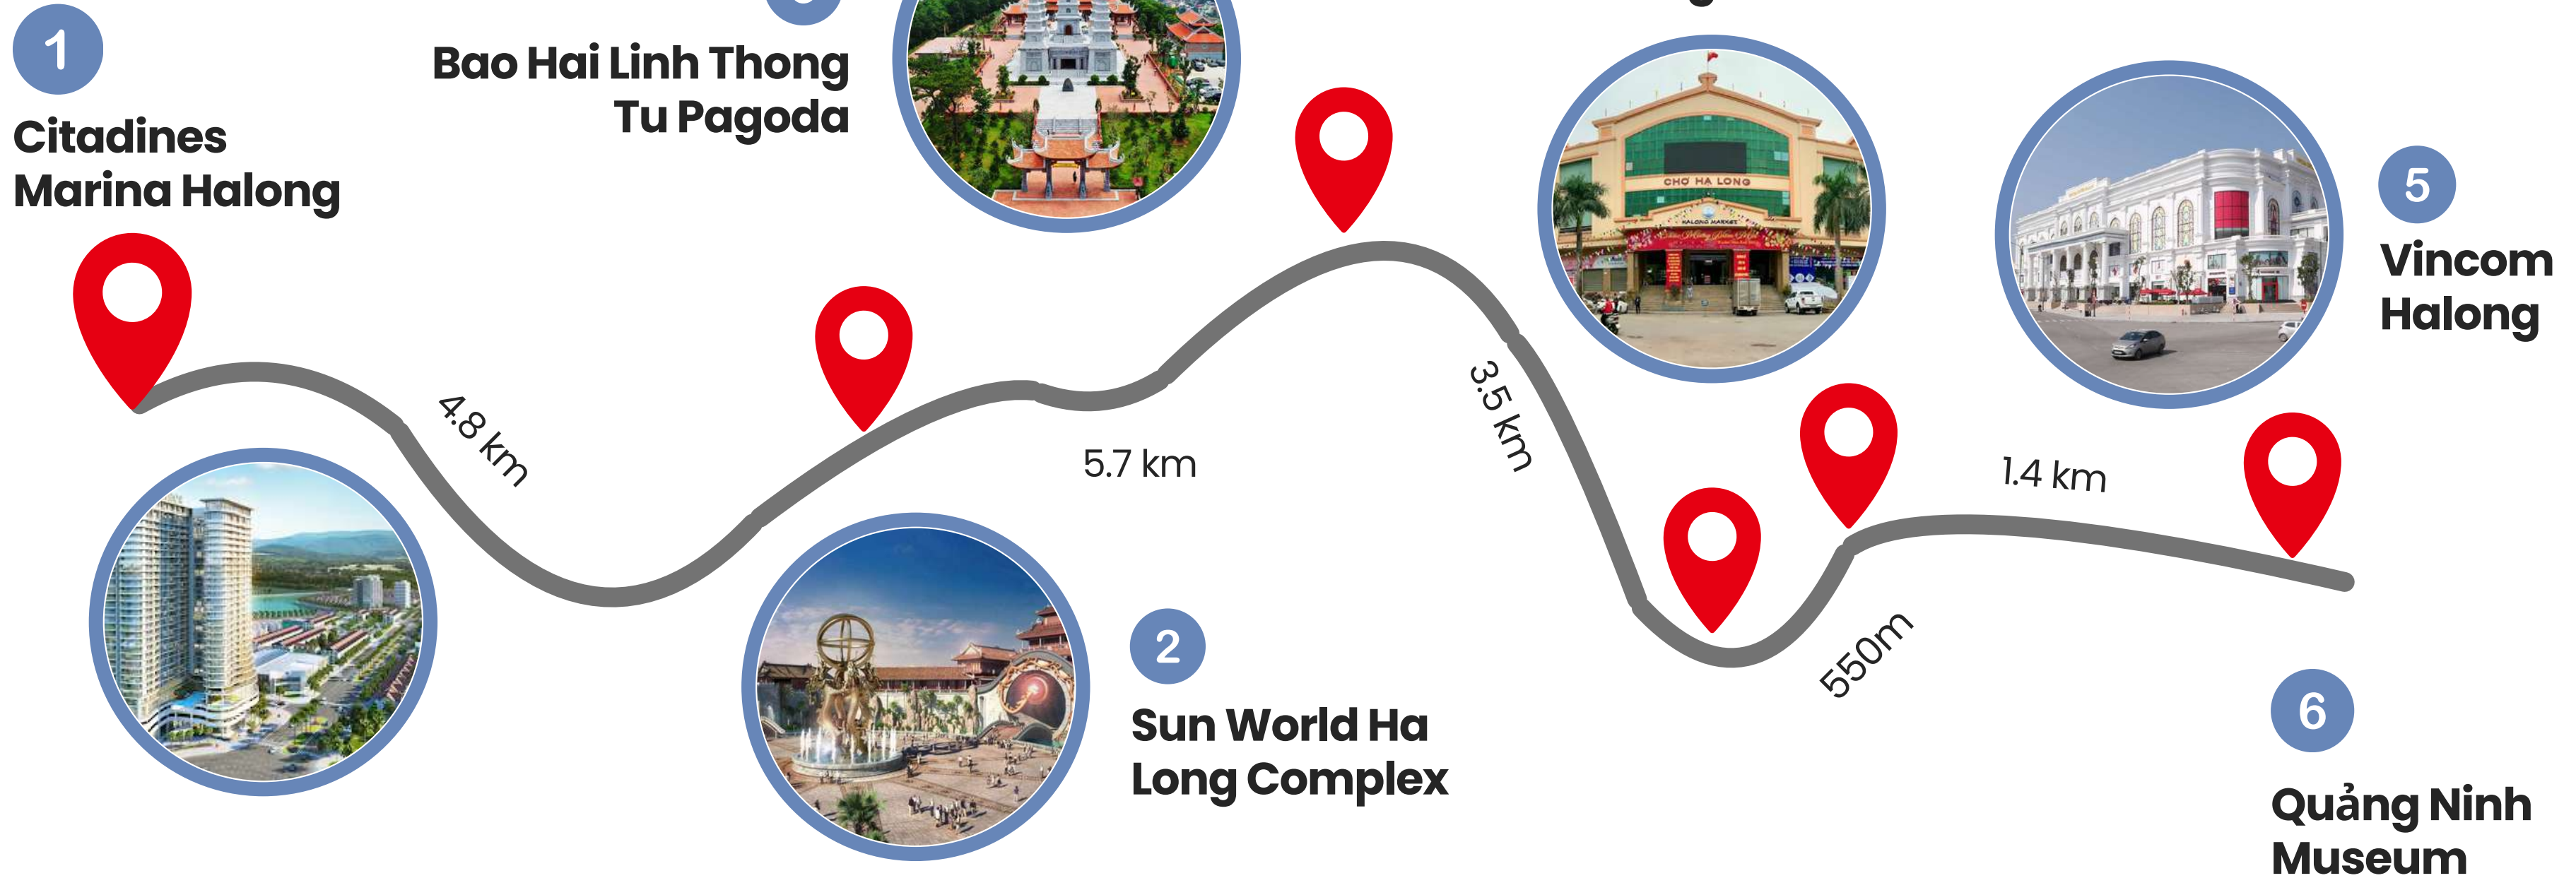 1
Citadines
Marina Halong
Bao Hai Linh Thong
Tu Pagoda
CHỢ HẠ LONG
HALONG MARKET
5
Vincom
Halong
4.8 km
5.7 km
3.5 km
550m
1.4 km
2
Sun World Ha
Long Complex
6
Quảng Ninh
Museum